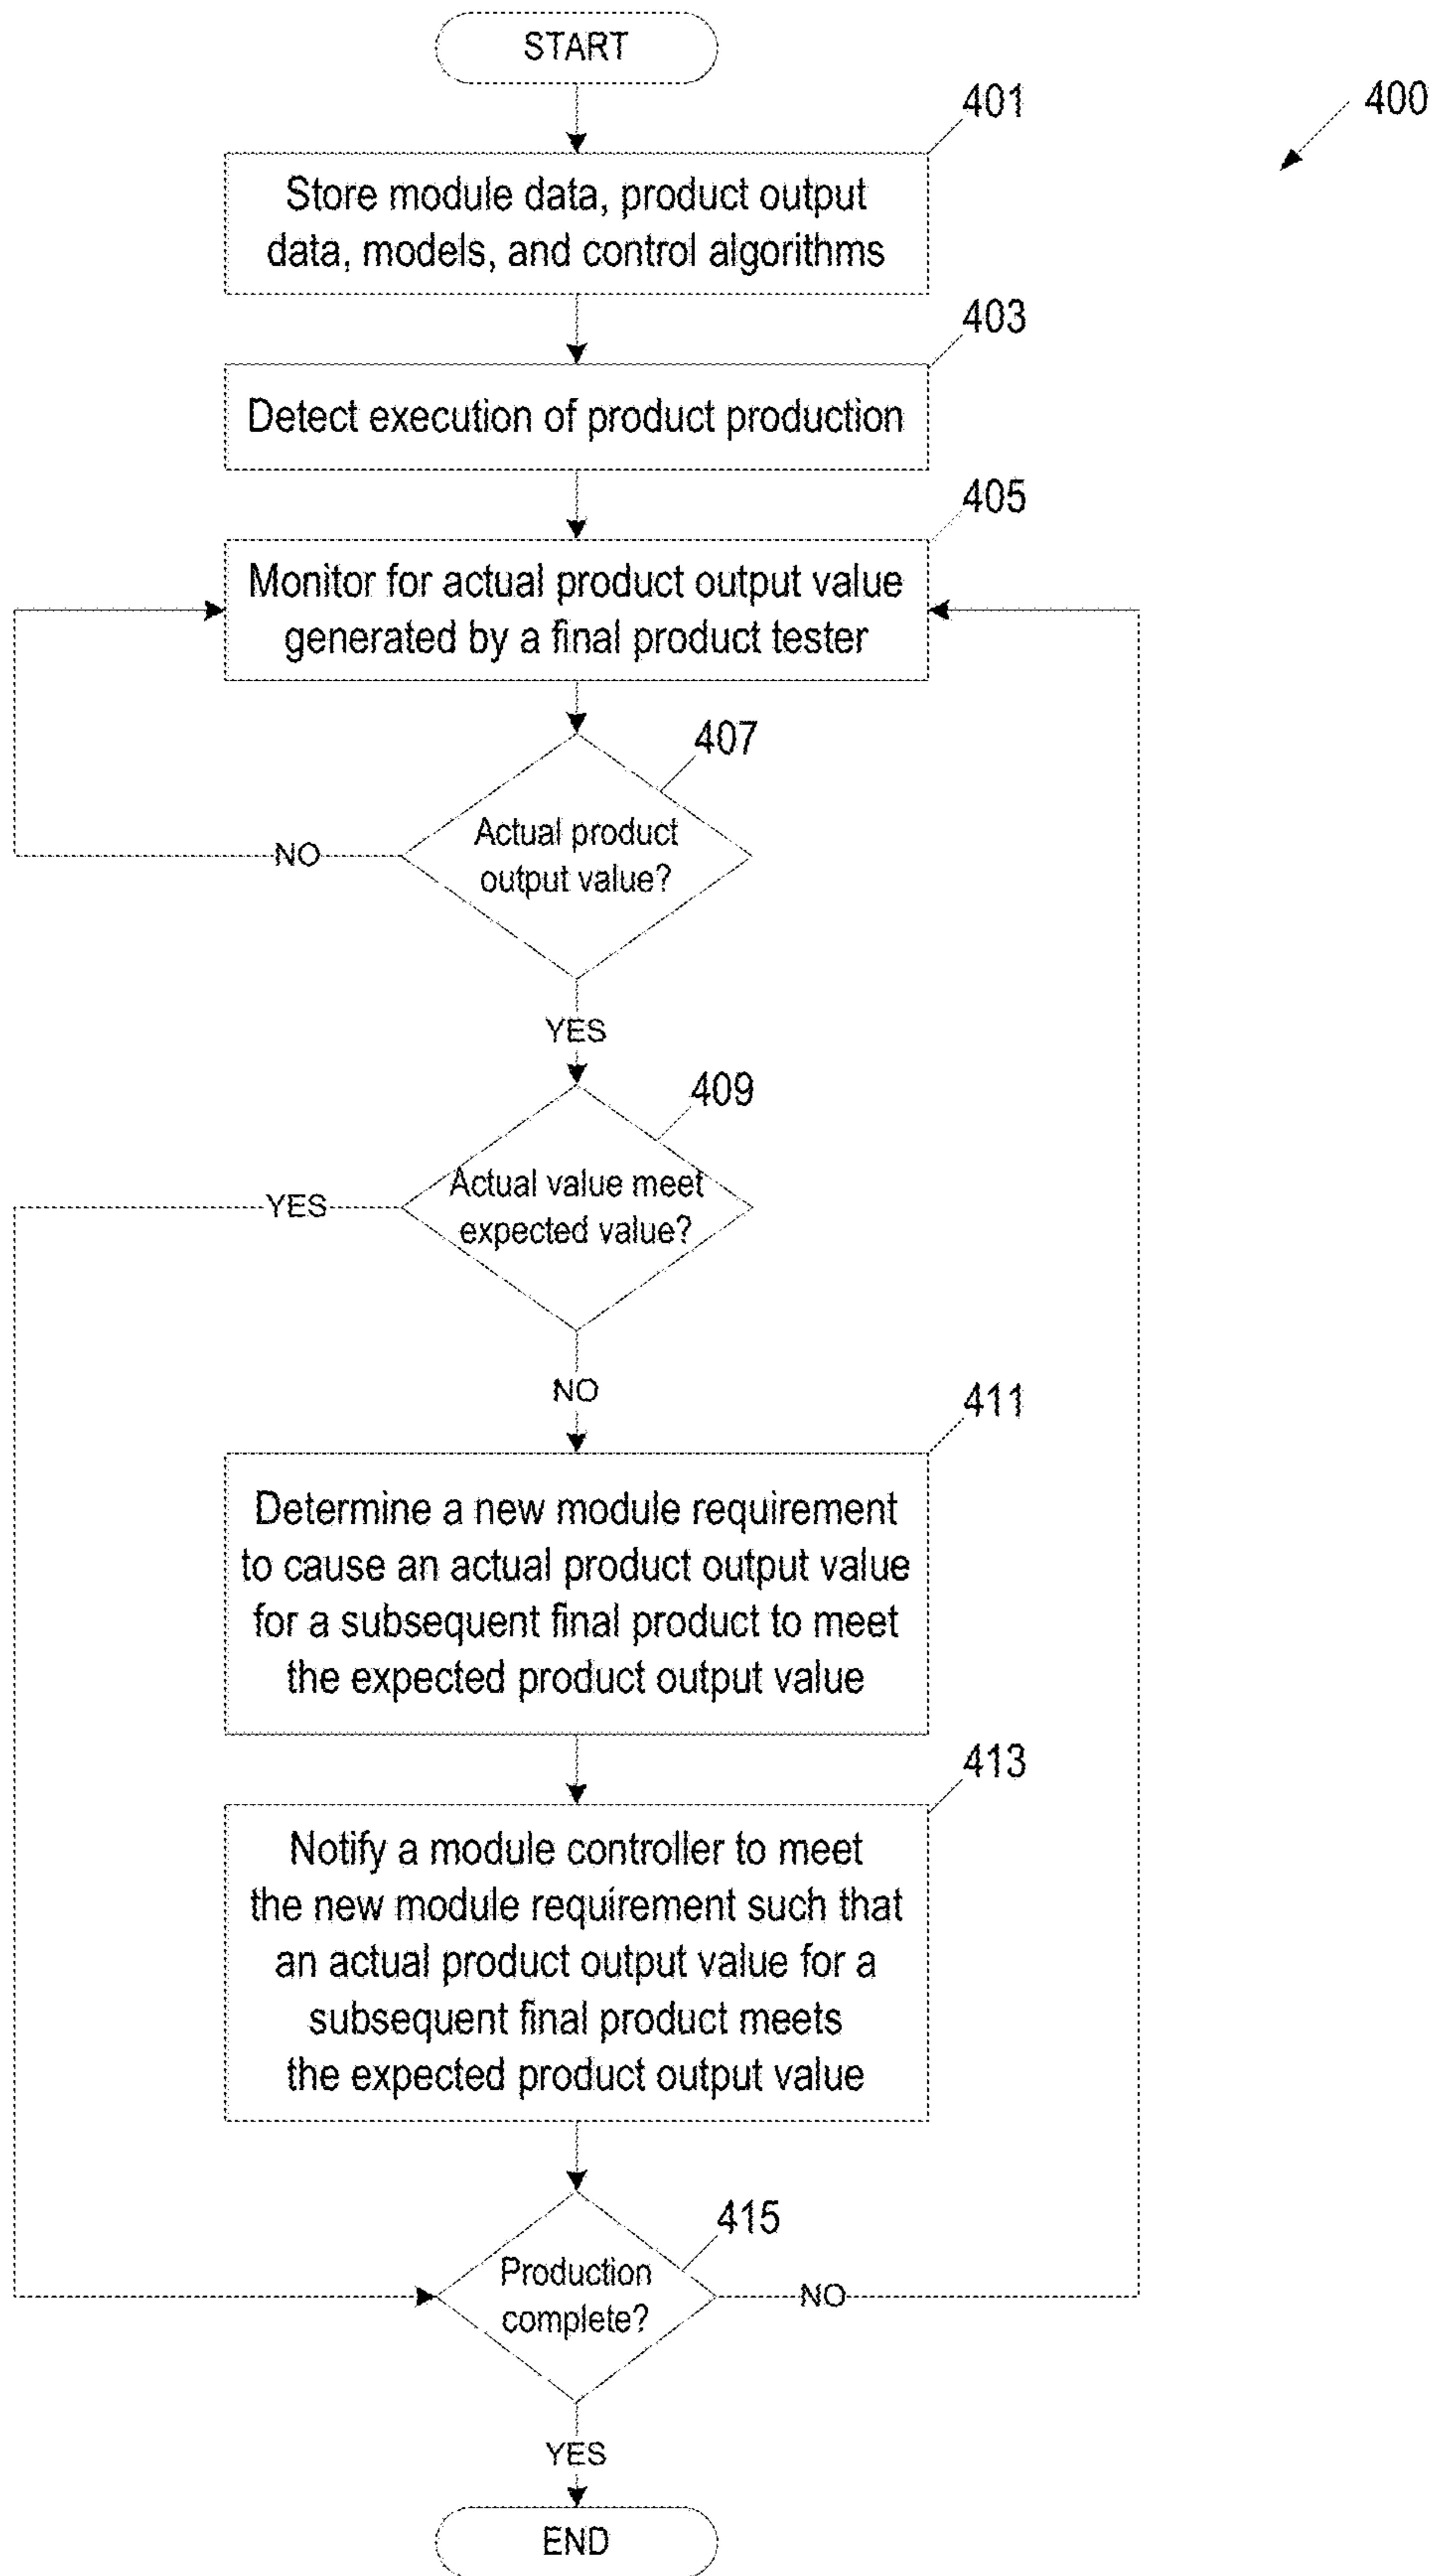 START
400
401
Store module data, product output
data, models, and control algorithms
403
Detect execution of product production
405
Monitor for actual product output value
generated by a final product tester
407
Actual product
output value?
NO
YES
409
Actual value meet
expected value?
YES
NO
411
Determine a new module requirement
to cause an actual product output value
for a subsequent final product to meet
the expected product output value
413
Notify a module controller to meet
the new module requirement such that
an actual product output value for a
subsequent final product meets
the expected product output value
415
Production
complete?
NO
YES
END